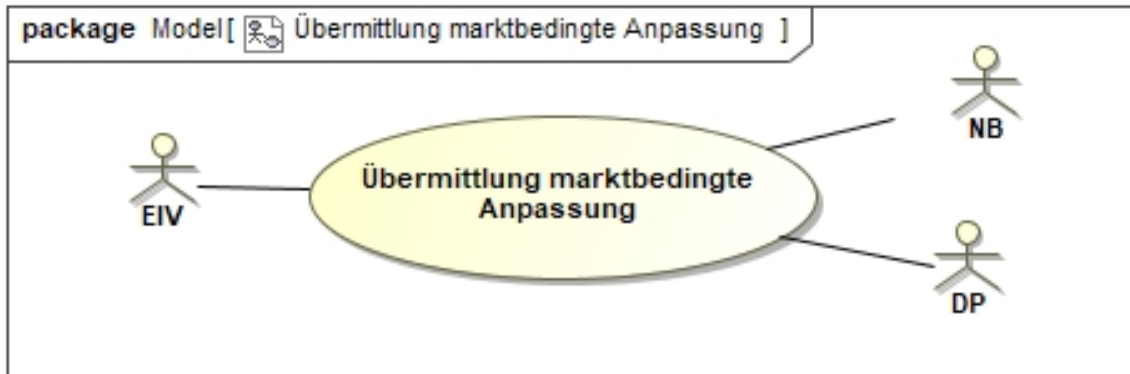 package Model[ Übermittlung marktbedingte Anpassung ]
NB
Übermittlung marktbedingte
Anpassung
EIV
DP